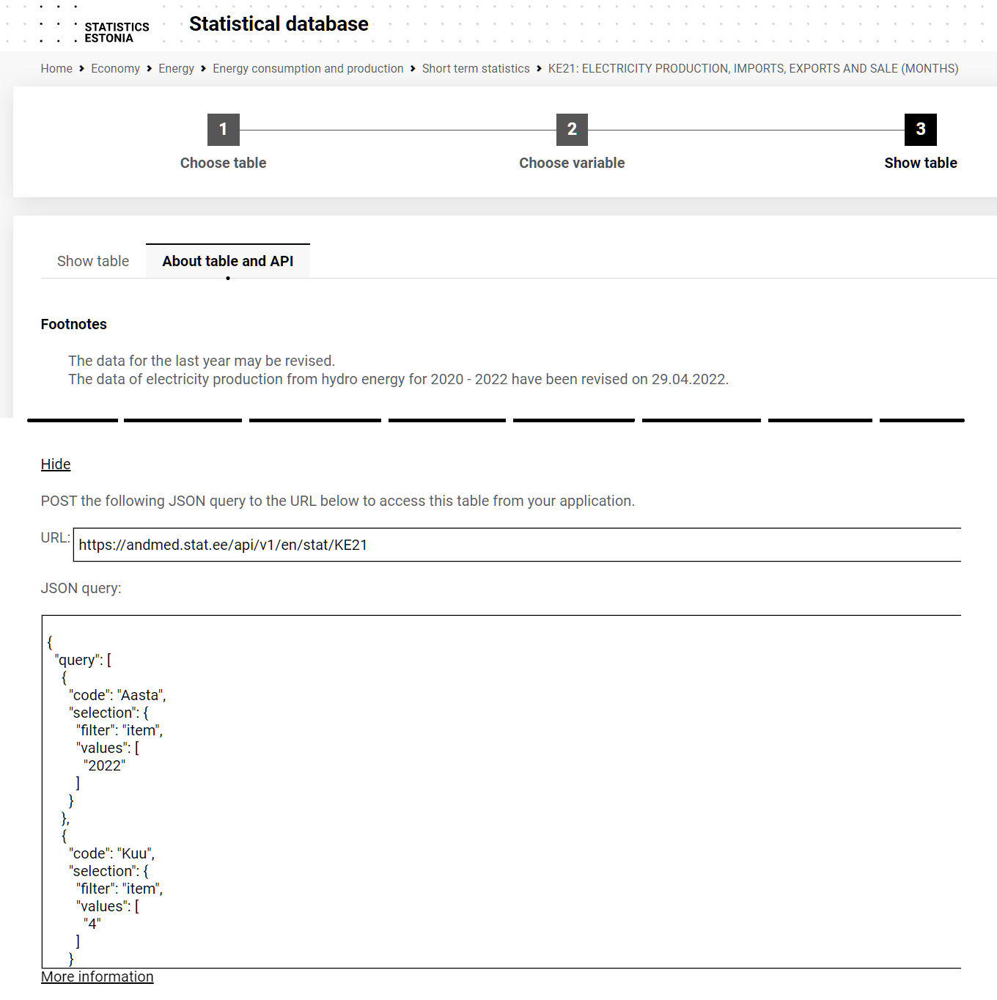 STATISTICS
ESTONIA
Statistical database
Home > Economy > Energy > Energy consumption and production > Short term statistics > KE21: ELECTRICITY PRODUCTION, IMPORTS, EXPORTS AND SALE (MONTHS)
1 2 3
Choose table Choose variable Show table
Show table About table and API
Footnotes
The data for the last year may be revised.
The data of electricity production from hydro energy for 2020 - 2022 have been revised on 29.04.2022.
Hide
POST the following JSON query to the URL below to access this table from your application.
URL: https://andmed.stat.ee/api/v1/en/stat/KE21
JSON query:
{
"query": [
{
"code": "Aasta",
"selection": {
"filter": "item",
"values": [
"2022"
]
}
},
{
"code": "Kuu",
"selection": {
"filter": "item",
"values": [
"4"
]
}
More information